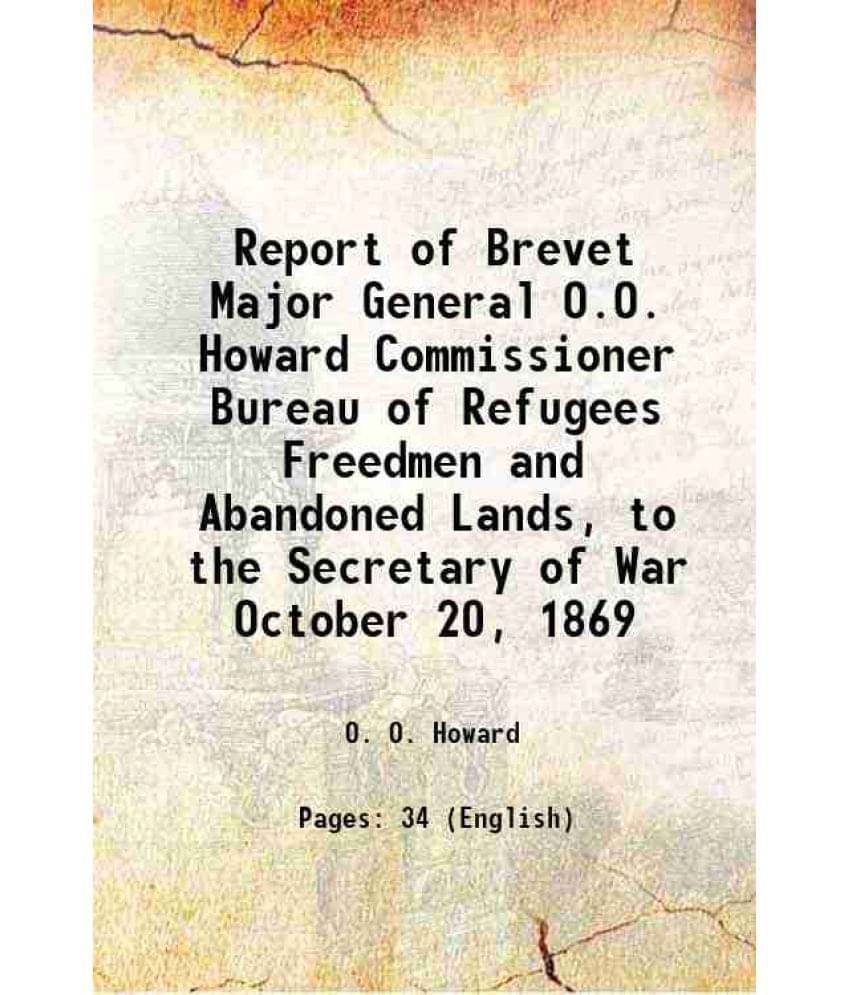 Report of Brevet
Major General O.O.
Howard Commissioner
Bureau of Refugees
Freedmen and
Abandoned Lands, to
the Secretary of War
October 20, 1869
O. O. Howard
Pages: 34 (English)